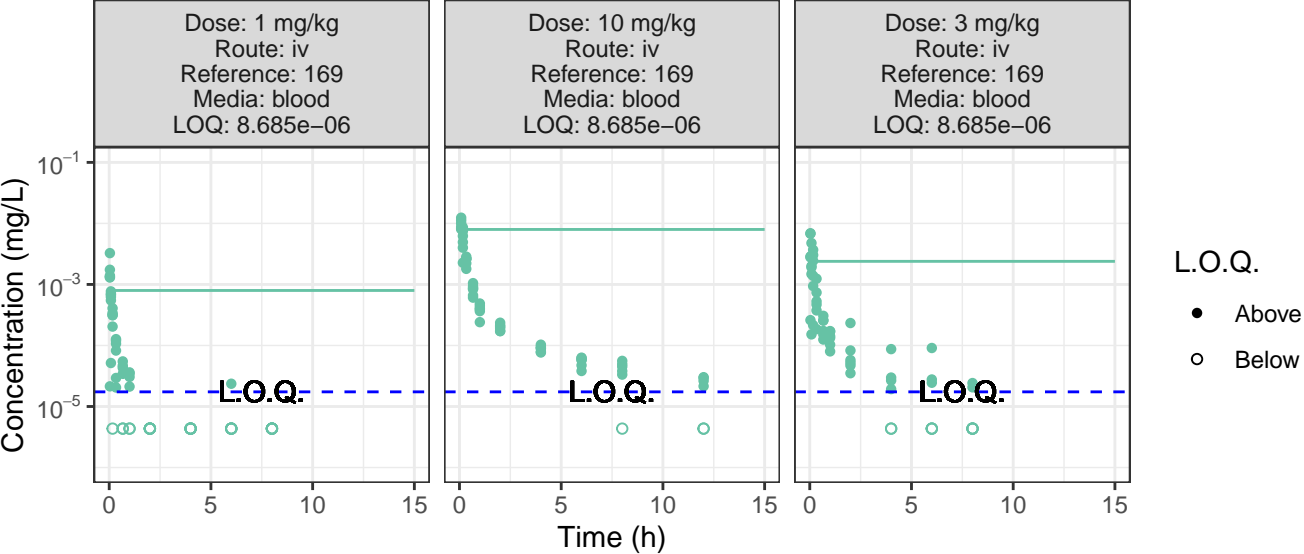 Dose: 1 mg/kg
Route: iv
Reference: 169
Media: blood
LOQ: 8.685e−06
Dose: 10 mg/kg
Route: iv
Reference: 169
Media: blood
LOQ: 8.685e−06
Dose: 3 mg/kg
Route: iv
Reference: 169
Media: blood
LOQ: 8.685e−06
Concentration (mg/L)
10⁻¹
10⁻³
10⁻⁵
L.O.Q.
L.O.Q.
L.O.Q.
0 5 10 15
0 5 10 15
0 5 10 15
Time (h)
L.O.Q.
Above
Below